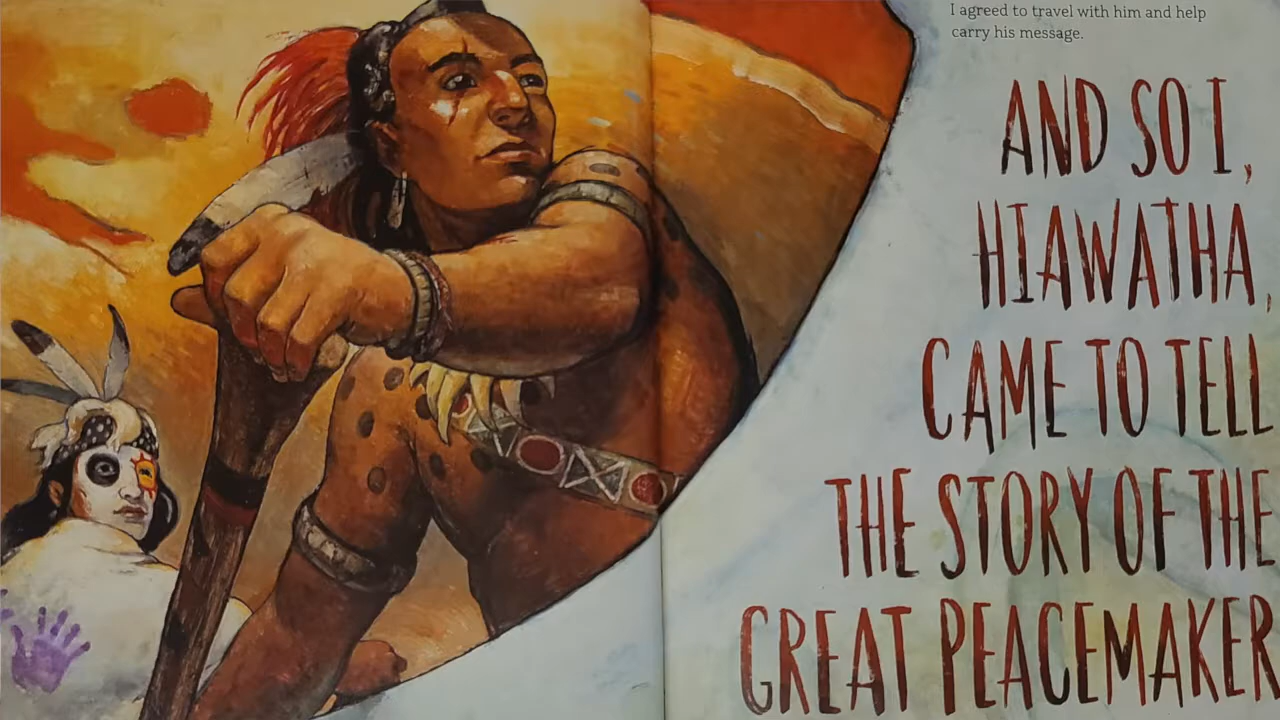 I agreed to travel with him and help
carry his message.
AND SO I,
HIAWATHA,
CAME TO TELL
THE STORY OF THE
GREAT PEACEMAKER